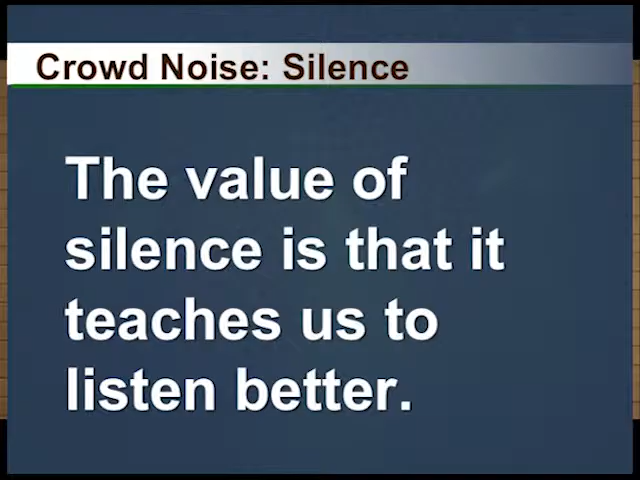 Crowd Noise: Silence
The value of
silence is that it
teaches us to
listen better.